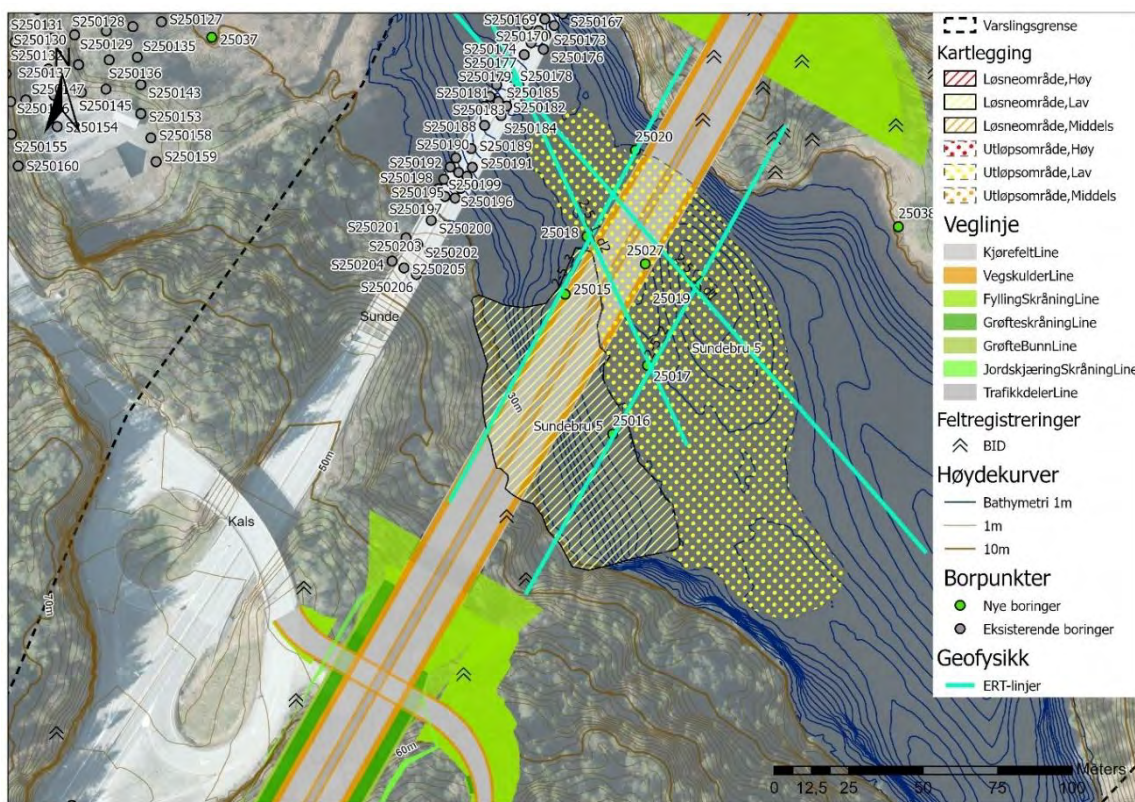 S250131
S250130
S250128
S250129
S250127
S250135
S250137
S250136
S250145
S250143
S250153
S250154
S250155
S250158
S250159
S250160
25037
S250169
S250167
S250170
S250173
S250174
S250176
S250177
S250178
S250179
S250185
S250181
S250182
S250183
S250184
S250188
S250189
S250190
S250191
S250192
S250198
S250199
S250195
S250196
S250197
S250200
S250201
S250203
S250202
S250204
S250205
S250206
25020
25038
25018
25027
25015
25019
25017
25016
Sundebru 5
Sundebru 5
Sunde
Kals
30m
50m
70m
60m
Varslingsgrense
Kartlegging
Løsneområde,Høy
Løsneområde,Lav
Løsneområde,Middels
Utløpsområde,Høy
Utløpsområde,Lav
Utløpsområde,Middels
Veglinje
KjørefeltLine
VegskulderLine
FyllingSkråningLine
GrøfteskråningLine
GrøfteBunnLine
JordskjæringSkråningLine
TrafikkdelerLine
Feltregistreringer
BID
Høydekurver
Bathymetri 1m
1m
10m
Borpunkter
Nye boringer
Eksisterende boringer
Geofysikk
ERT-linjer
Meters
0 12,5 25 50 75 100